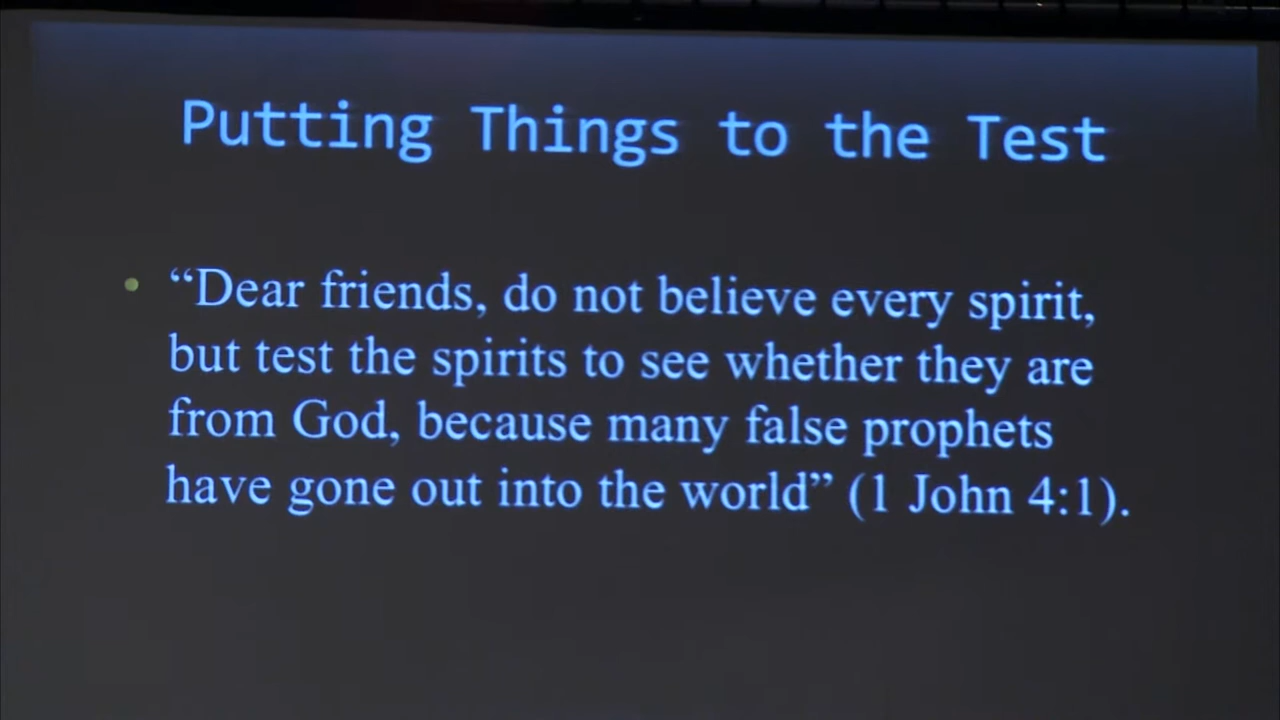 Putting Things to the Test
• “Dear friends, do not believe every spirit,
but test the spirits to see whether they are
from God, because many false prophets
have gone out into the world” (1 John 4:1).